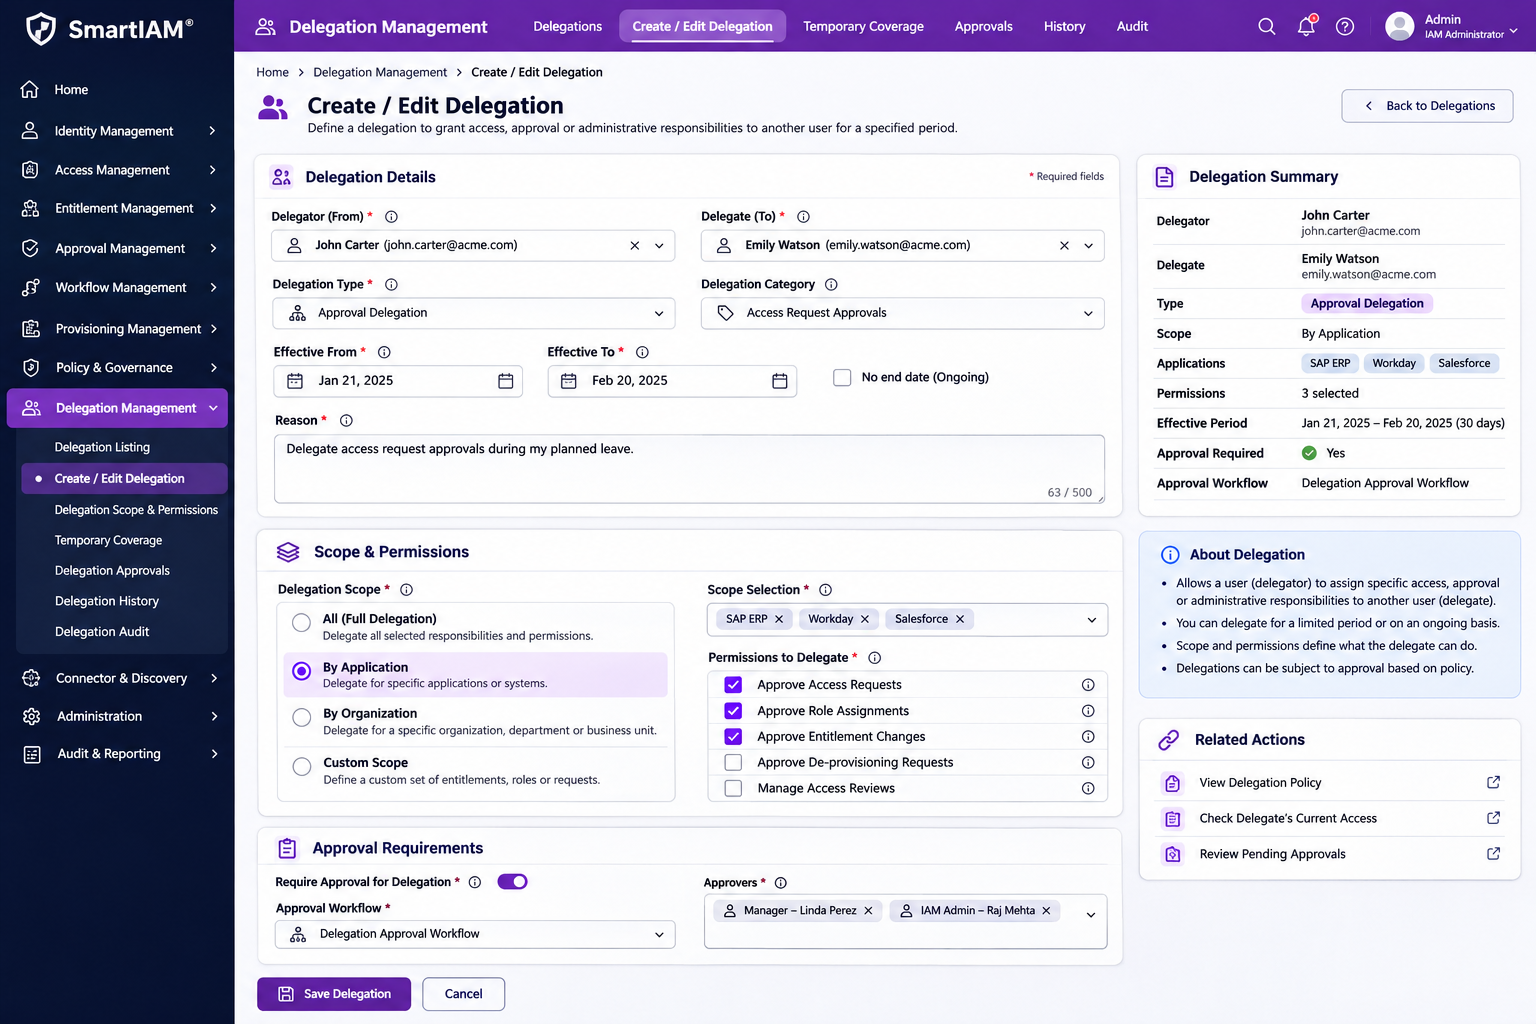 SmartIAM®
Home
Identity Management
Access Management
Entitlement Management
Approval Management
Workflow Management
Provisioning Management
Policy & Governance
Delegation Management
Delegation Listing
Create / Edit Delegation
Delegation Scope & Permissions
Temporary Coverage
Delegation Approvals
Delegation History
Delegation Audit
Connector & Discovery
Administration
Audit & Reporting
Delegation Management
Delegations
Create / Edit Delegation
Temporary Coverage
Approvals
History
Audit
Admin
IAM Administrator
Home > Delegation Management > Create / Edit Delegation
Create / Edit Delegation
Define a delegation to grant access, approval or administrative responsibilities to another user for a specified period.
Back to Delegations
Delegation Details
* Required fields
Delegator (From) *
John Carter (john.carter@acme.com)
Delegate (To) *
Emily Watson (emily.watson@acme.com)
Delegation Type *
Approval Delegation
Delegation Category
Access Request Approvals
Effective From *
Jan 21, 2025
Effective To *
Feb 20, 2025
No end date (Ongoing)
Reason *
Delegate access request approvals during my planned leave.
63 / 500
Scope & Permissions
Delegation Scope *
All (Full Delegation)
Delegate all selected responsibilities and permissions.
By Application
Delegate for specific applications or systems.
By Organization
Delegate for a specific organization, department or business unit.
Custom Scope
Define a custom set of entitlements, roles or requests.
Scope Selection *
SAP ERP
Workday
Salesforce
Permissions to Delegate *
Approve Access Requests
Approve Role Assignments
Approve Entitlement Changes
Approve De-provisioning Requests
Manage Access Reviews
Approval Requirements
Require Approval for Delegation *
Approval Workflow *
Delegation Approval Workflow
Approvers *
Manager – Linda Perez
IAM Admin – Raj Mehta
Save Delegation
Cancel
Delegation Summary
Delegator
John Carter
john.carter@acme.com
Delegate
Emily Watson
emily.watson@acme.com
Type
Approval Delegation
Scope
By Application
Applications
SAP ERP
Workday
Salesforce
Permissions
3 selected
Effective Period
Jan 21, 2025 – Feb 20, 2025 (30 days)
Approval Required
Yes
Approval Workflow
Delegation Approval Workflow
About Delegation
• Allows a user (delegator) to assign specific access, approval
or administrative responsibilities to another user (delegate).
• You can delegate for a limited period or on an ongoing basis.
• Scope and permissions define what the delegate can do.
• Delegations can be subject to approval based on policy.
Related Actions
View Delegation Policy
Check Delegate's Current Access
Review Pending Approvals